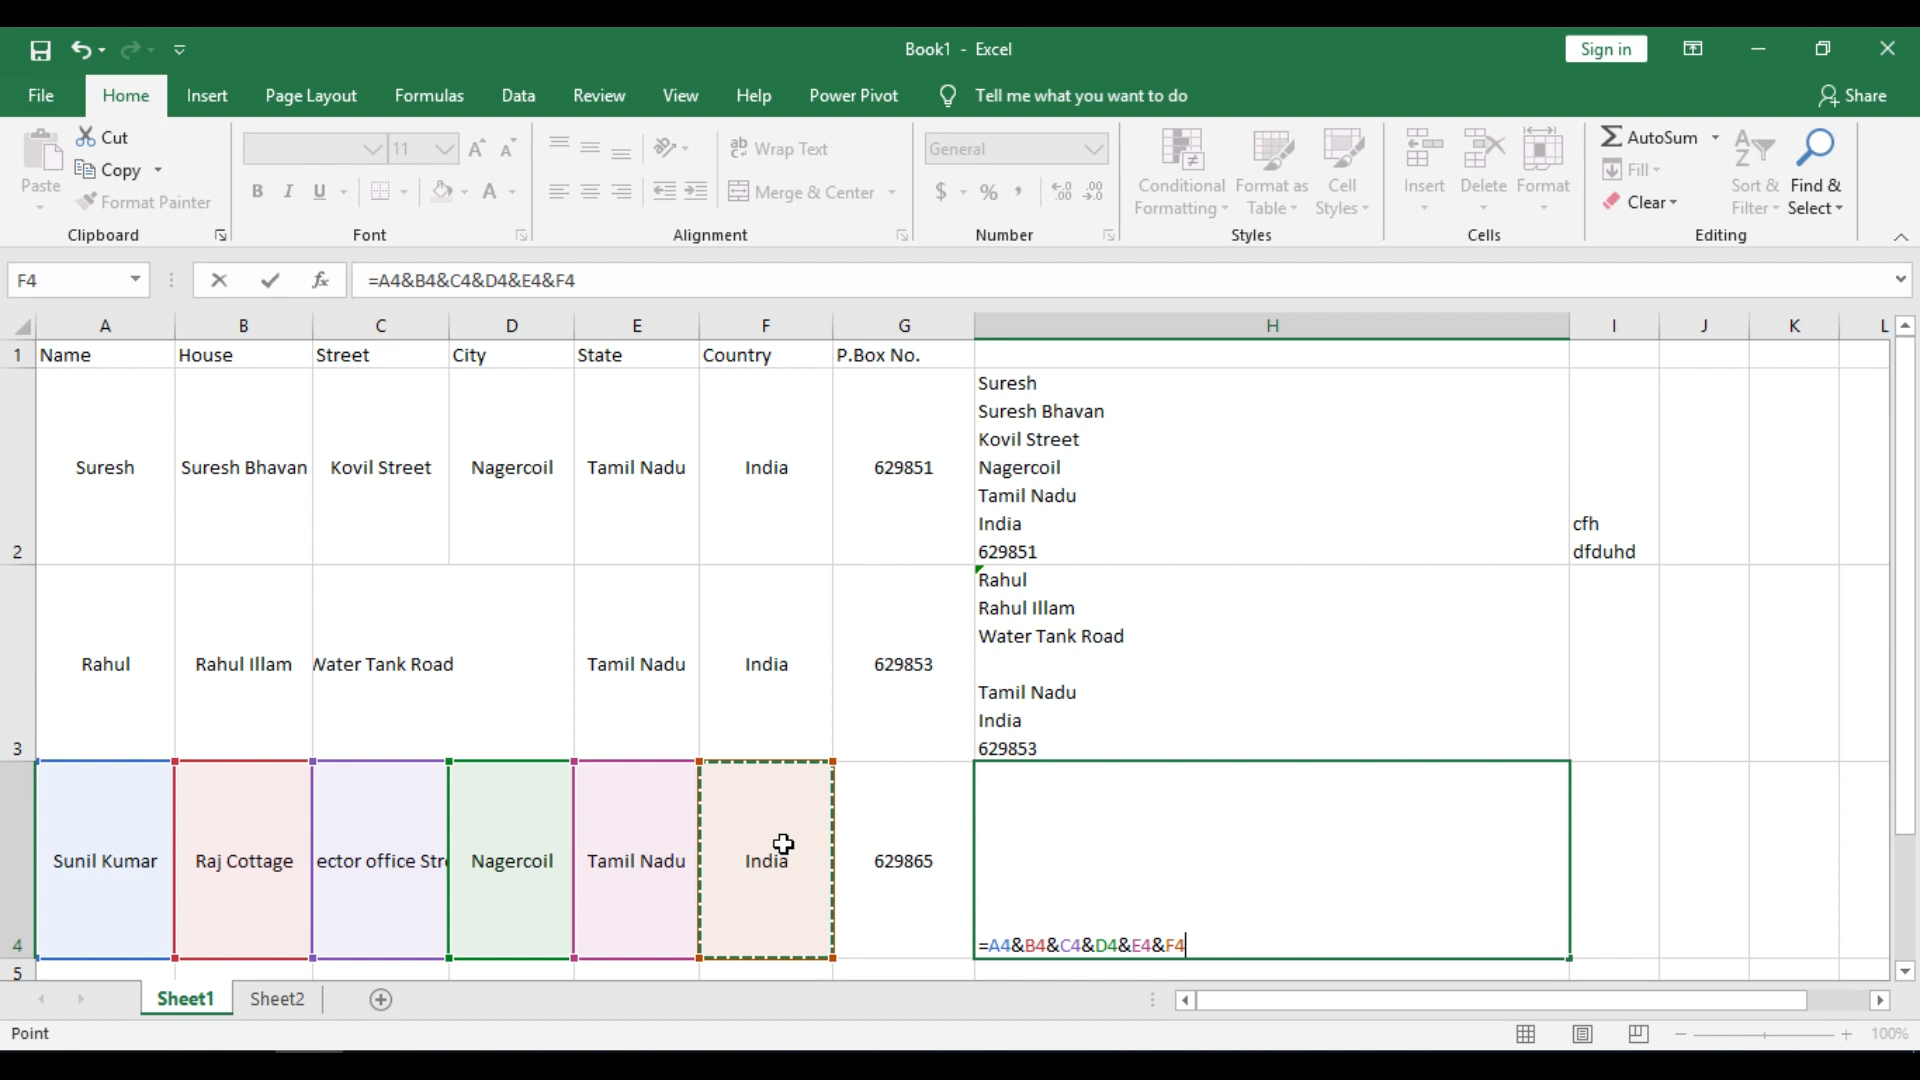 Book1 - Excel
Sign in
File Home Insert Page Layout Formulas Data Review View Help Power Pivot Tell me what you want to do Share
Paste
Cut
Copy
Format Painter
Clipboard
11
B I U
A
Font
ab Wrap Text
Merge & Center
Alignment
General
$ % ,
Number
Conditional Formatting
Format as Table
Cell Styles
Styles
Insert Delete Format
Cells
AutoSum
Fill
Clear
Sort & Filter
Find & Select
Editing
F4 fx =A4&B4&C4&D4&E4&F4
A B C D E F G H I J K L
1 Name House Street City State Country P.Box No.
2 Suresh Suresh Bhavan Kovil Street Nagercoil Tamil Nadu India 629851
Suresh
Suresh Bhavan
Kovil Street
Nagercoil
Tamil Nadu
India
629851
cfh
dfduhd
3 Rahul Rahul Illam Water Tank Road Tamil Nadu India 629853
Rahul
Rahul Illam
Water Tank Road
Tamil Nadu
India
629853
4 Sunil Kumar Raj Cottage ector office Str Nagercoil Tamil Nadu India 629865
=A4&B4&C4&D4&E4&F4
5
Sheet1 Sheet2
Point 100%